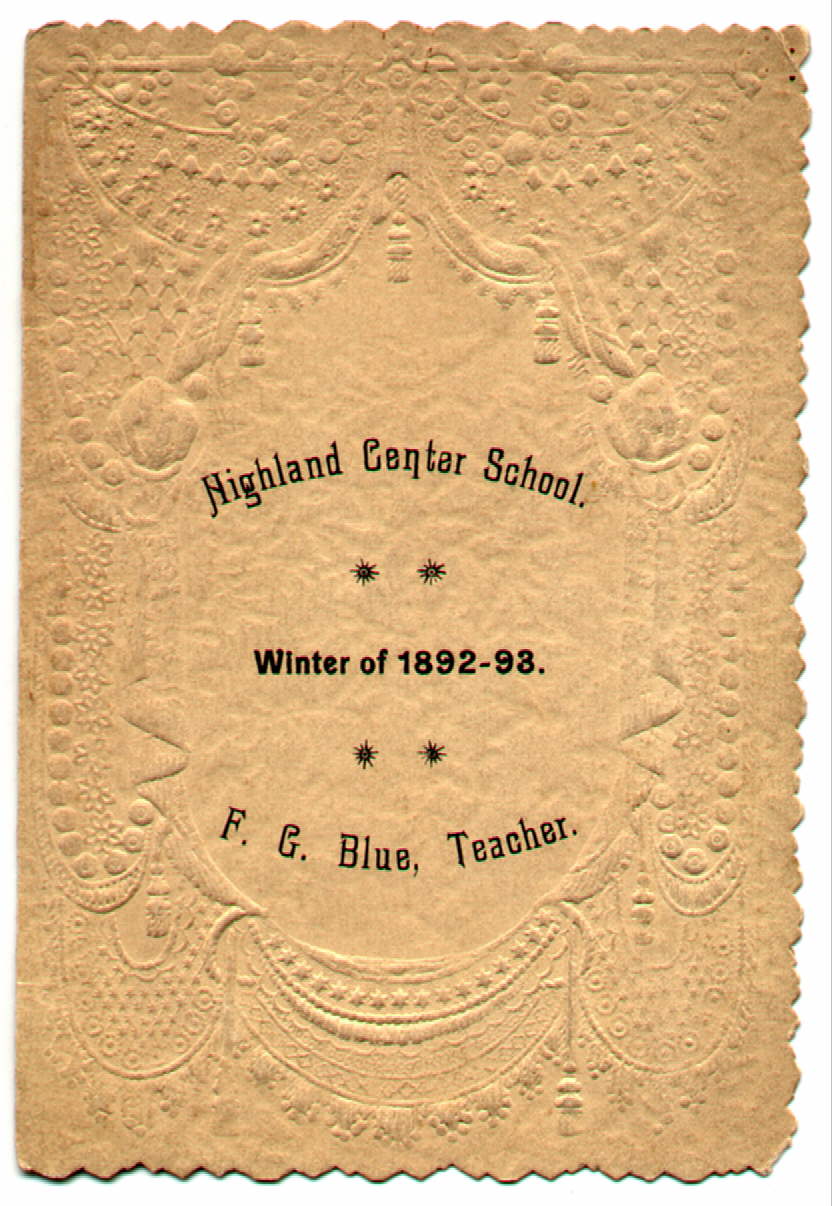 Highland Center School.
Winter of 1892-93.
F. G. Blue, Teacher.